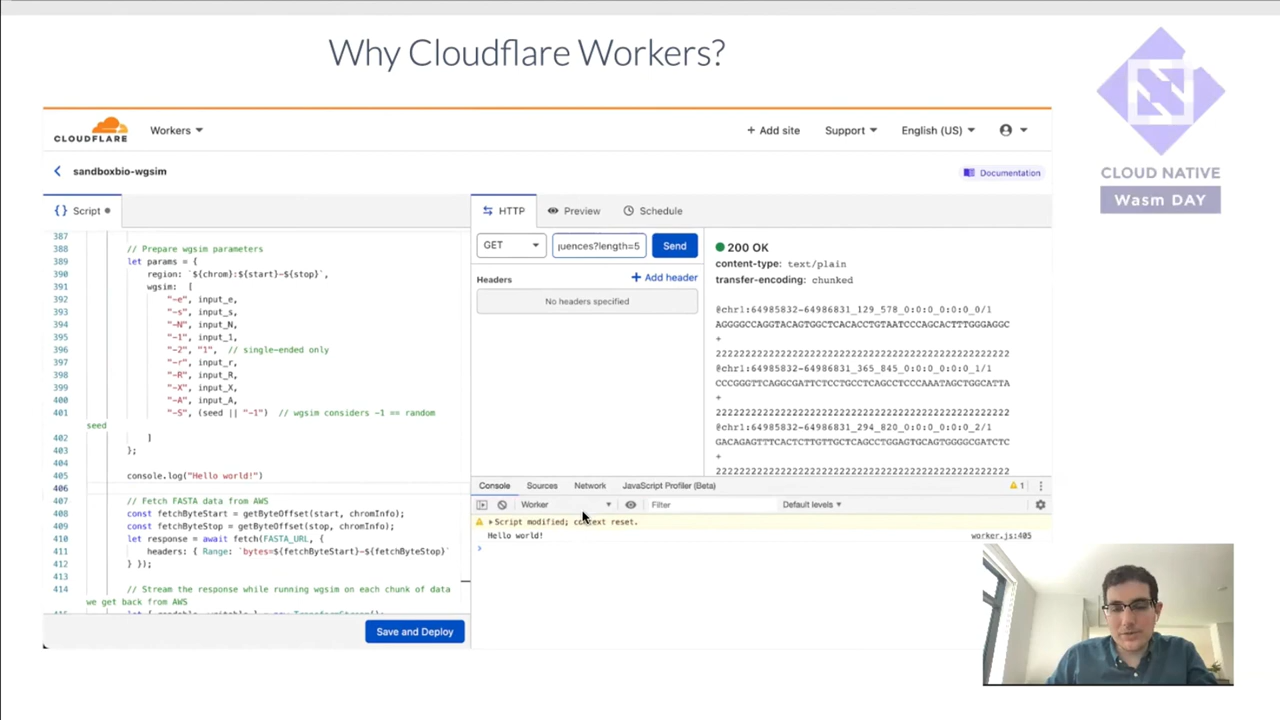 Why Cloudflare Workers?
CLOUD NATIVE
Wasm DAY
CLOUDFLARE
Workers
+ Add site
Support
English (US)
sandboxbio-wgsim
Documentation
{} Script
387
388 // Prepare wgsim parameters
389 let params = {
390 region: `${chrom}:${start}-${stop}`,
391 wgsim: [
392 "-e", input_e,
393 "-s", input_s,
394 "-N", input_N,
395 "-1", input_1,
396 "-2", "1", // single-ended only
397 "-r", input_r,
398 "-R", input_R,
399 "-X", input_X,
400 "-A", input_A,
401 "-S", (seed || "-1") // wgsim considers -1 == random
seed
402 ]
403 };
404
405 console.log("Hello world!")
406
407 // Fetch FASTA data from AWS
408 const fetchByteStart = getByteOffset(start, chromInfo);
409 const fetchByteStop = getByteOffset(stop, chromInfo);
410 let response = await fetch(FASTA_URL, {
411 headers: { Range: `bytes=${fetchByteStart}-${fetchByteStop}`
412 } });
413
414 // Stream the response while running wgsim on each chunk of data
we get back from AWS
Save and Deploy
HTTP
Preview
Schedule
GET
quences?length=5
Send
Headers
+ Add header
No headers specified
200 OK
content-type: text/plain
transfer-encoding: chunked
@chr1:64985832-64986831_129_578_0:0:0_0:0:0_0/1
AGGGGCCAGGTACAGTGGCTCACACCTGTAATCCCAGCACTTTGGGAGGC
+
22222222222222222222222222222222222222222222222222
@chr1:64985832-64986831_365_845_0:0:0_0:0:0_1/1
CCCGGGTTCAGGCGATTCTCCTGCCTCAGCCTCCCAAATAGCTGGCATTA
+
22222222222222222222222222222222222222222222222222
@chr1:64985832-64986831_294_820_0:0:0_0:0:0_2/1
GACAGAGTTTCACTCTTGTTGCTCAGCCTGGAGTGCAGTGGGGCGATCTC
+
22222222222222222222222222222222222222222222222222
Console
Sources
Network
JavaScript Profiler (Beta)
1
Worker
Filter
Default levels
Script modified; context reset.
Hello world!
worker.js:405